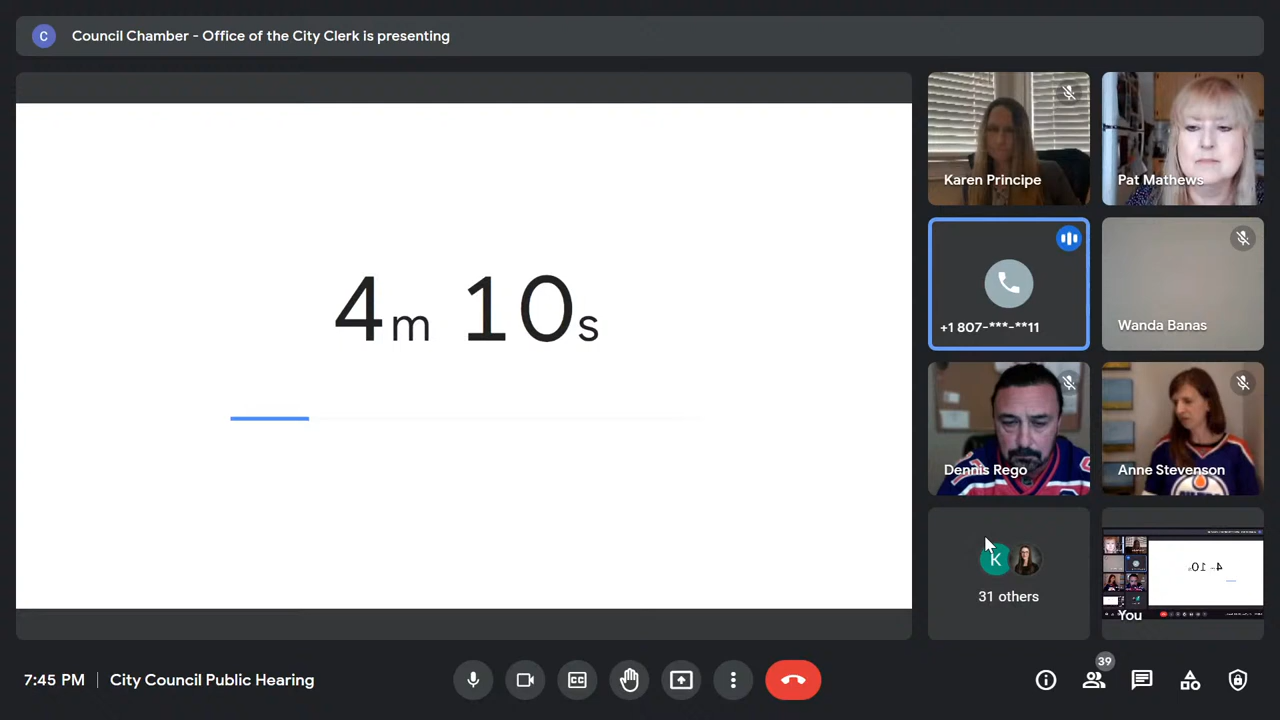 C Council Chamber - Office of the City Clerk is presenting
4m 10s
Karen Principe
Pat Mathews
+1 807-***-**11
Wanda Banas
Dennis Rego
Anne Stevenson
K
31 others
You
7:45 PM | City Council Public Hearing
CC
39